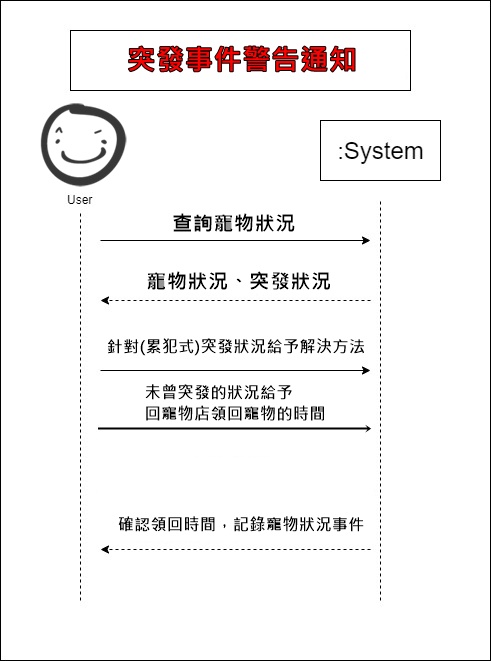 突發事件警告通知
:System
User
查詢寵物狀況
寵物狀況、突發狀況
針對(累犯式)突發狀況給予解決方法
未曾突發的狀況給予
回寵物店領回寵物的時間
確認領回時間，記錄寵物狀況事件